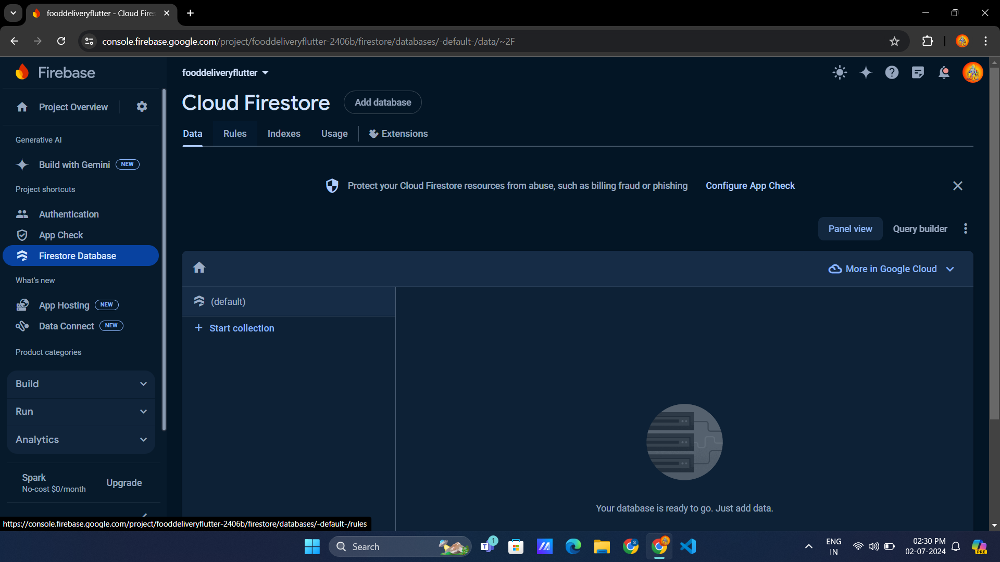 fooddeliveryflutter - Cloud Fires
console.firebase.google.com/project/fooddeliveryflutter-2406b/firestore/databases/-default-/data/~2F
Firebase
fooddeliveryflutter
Project Overview
Cloud Firestore
Add database
Data
Rules
Indexes
Usage
Extensions
Generative AI
Build with Gemini
NEW
Project shortcuts
Protect your Cloud Firestore resources from abuse, such as billing fraud or phishing
Configure App Check
Authentication
App Check
Firestore Database
Panel view
Query builder
What's new
App Hosting
NEW
Data Connect
NEW
More in Google Cloud
(default)
Start collection
Product categories
Build
Run
Analytics
Spark
No-cost $0/month
Upgrade
Your database is ready to go. Just add data.
https://console.firebase.google.com/project/fooddeliveryflutter-2406b/firestore/databases/-default-/rules
Search
T
1
S
PRE
ENG
IN
02:30 PM
02-07-2024